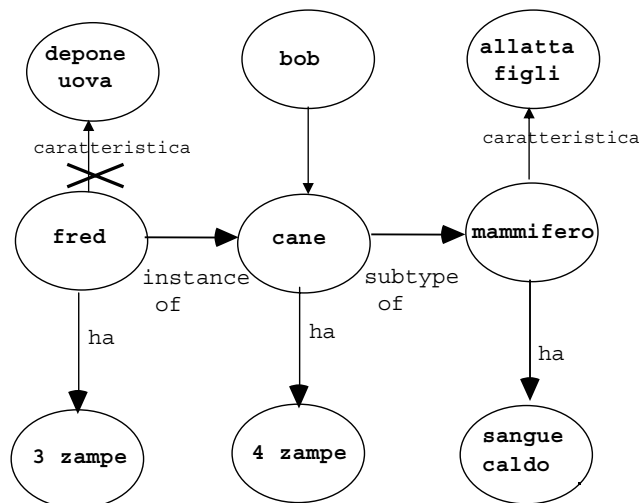 depone
uova
bob
allatta
figli
caratteristica
caratteristica
fred
cane
mammifero
instance
of
subtype
of
ha
ha
ha
3 zampe
4 zampe
sangue
caldo